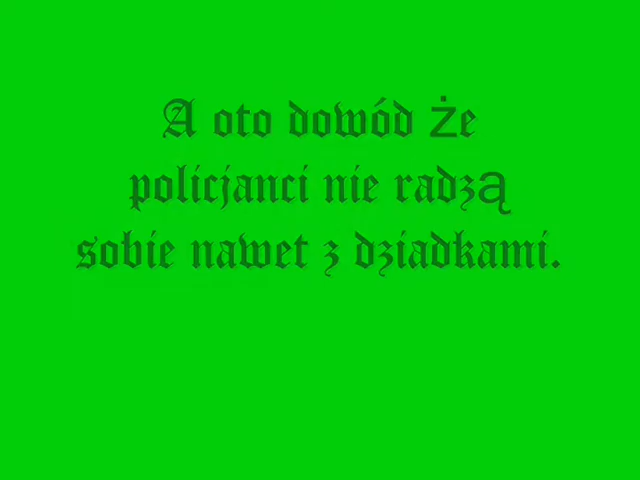 A oto dowód że
policjanci nie radzą
sobie nawet z dziadkami.